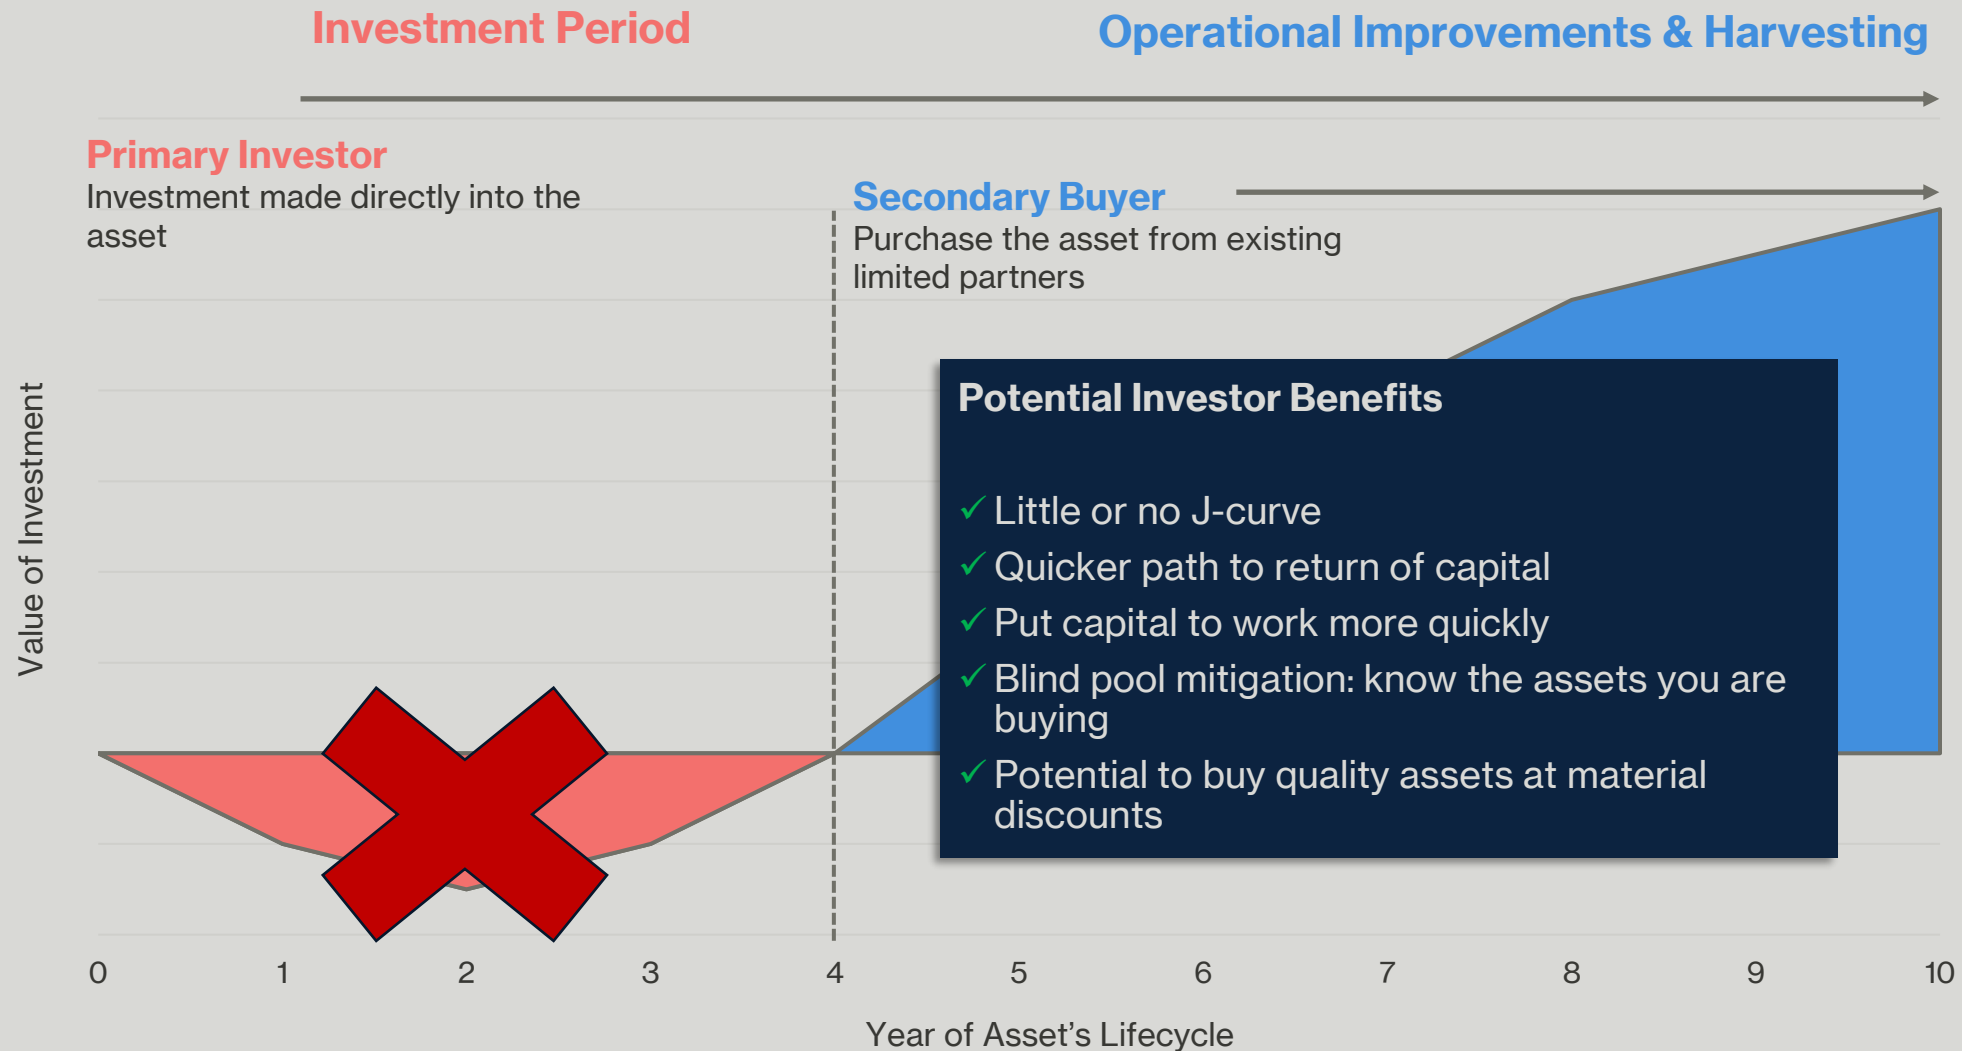 Investment Period
Operational Improvements & Harvesting
Primary Investor
Investment made directly into the
asset
Secondary Buyer
Purchase the asset from existing
limited partners
Value of Investment
Potential Investor Benefits
✓ Little or no J-curve
✓ Quicker path to return of capital
✓ Put capital to work more quickly
✓ Blind pool mitigation: know the assets you are
buying
✓ Potential to buy quality assets at material
discounts
0 1 2 3 4 5 6 7 8 9 10
Year of Asset’s Lifecycle